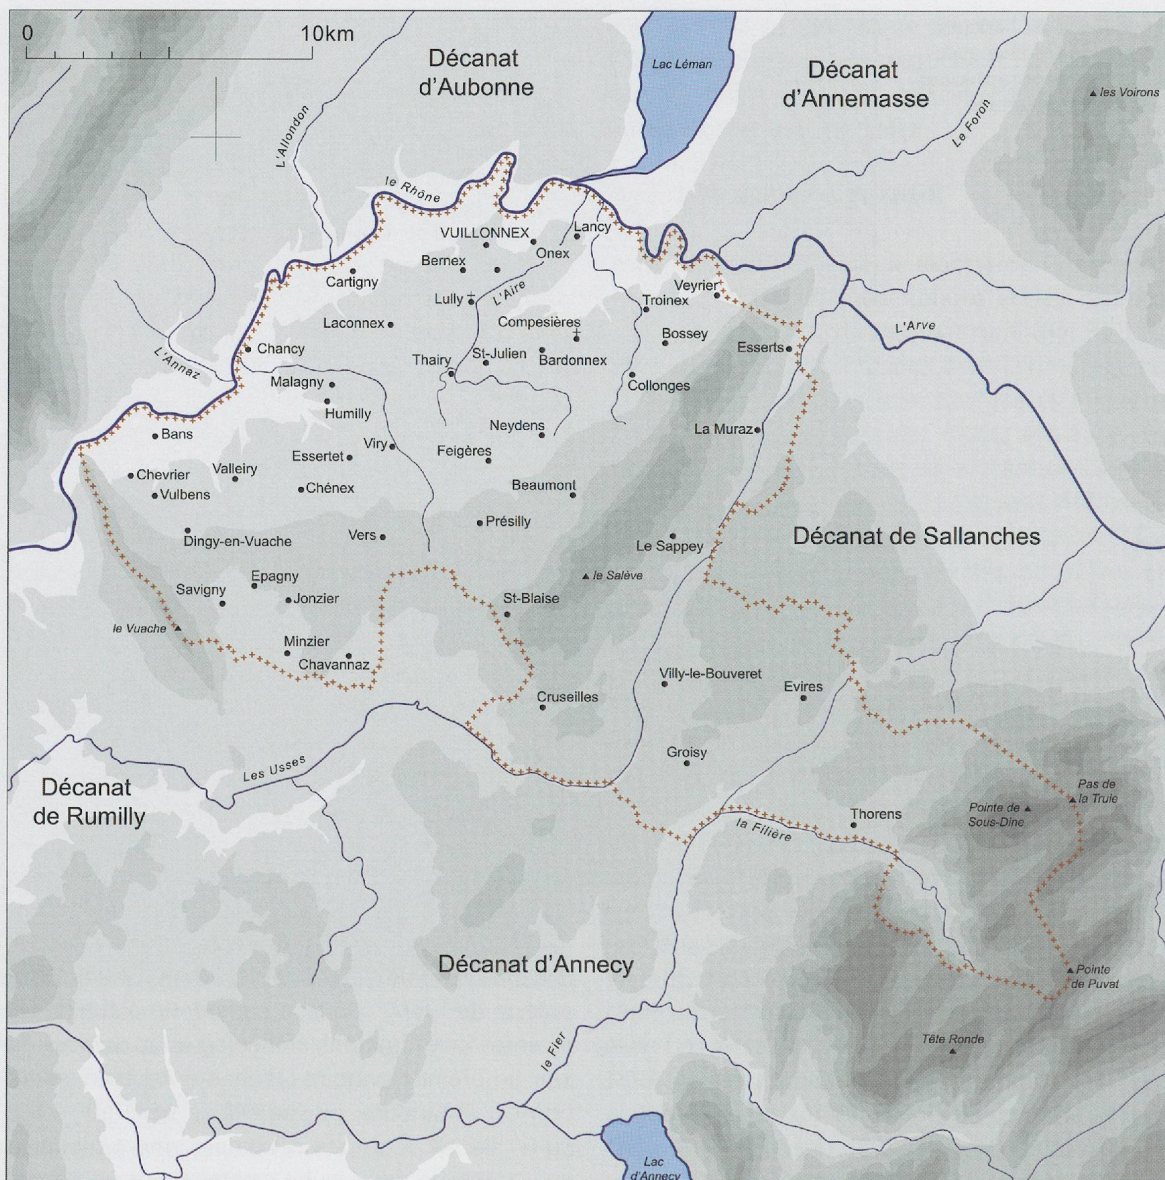 0
10km
Décanat
d'Aubonne
Lac Léman
Décanat
d'Annemasse
les Voirons
L'Allondon
Le Foron
le Rhône
VUILLONNEX
Lancy
Onex
Bernex
Cartigny
Veyrier
L'Aire
Lully
Troinex
Laconnex
Compesières
Bossey
L'Arve
Chancy
St-Julien
Bardonnex
Esserts
L'Annaz
Thairy
Malagny
Collonges
Humilly
Neydens
Bans
Viry
La Muraz
Essertet
Feigères
Chevrier
Valleiry
Vulbens
Chénex
Beaumont
Présilly
Dingy-en-Vuache
Vers
Le Sappey
Décanat de Sallanches
le Salève
Epagny
Savigny
Jonzier
St-Blaise
le Vuache
Minzier
Chavannaz
Villy-le-Bouveret
Evires
Cruseilles
Groisy
Les Usses
Décanat
de Rumilly
Pas de
la Truie
Pointe de
Sous-Dine
Thorens
la Filière
Décanat d'Annecy
Pointe
de Puvat
Tête Ronde
le Fier
Lac
d'Annecy